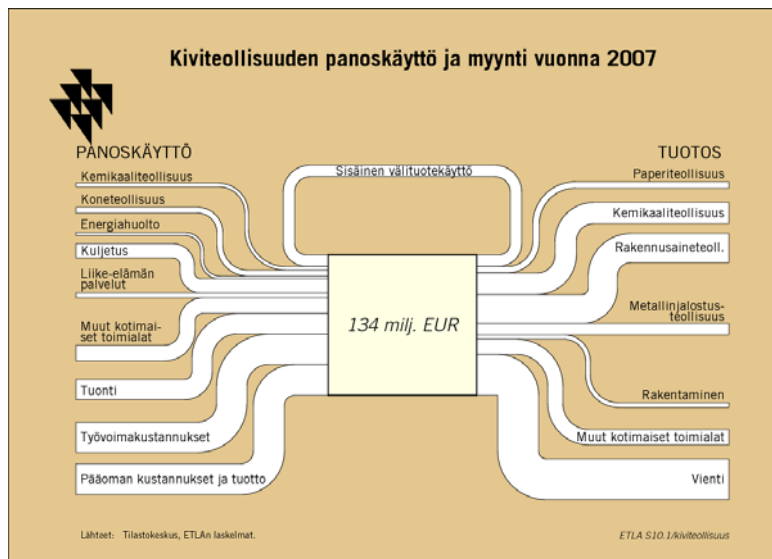 Kiviteollisuuden panoskäyttö ja myynti vuonna 2007
PANOSKÄYTTÖ
TUOTOS
Sisäinen välituotekäyttö
Kemikaaliteollisuus
Koneteollisuus
Energiahuolto
Kuljetus
Liike-elämän
palvelut
Muut kotimai-
set toimialat
Tuonti
Työvoimakustannukset
Pääoman kustannukset ja tuotto
134 milj. EUR
Paperiteollisuus
Kemikaaliteollisuus
Rakennusaineteoll.
Metallinjalostus-
teollisuus
Rakentaminen
Muut kotimaiset toimialat
Vienti
Lähteet: Tilastokeskus, ETLAn laskelmat.
ETLA S10.1/kiviteollisuus